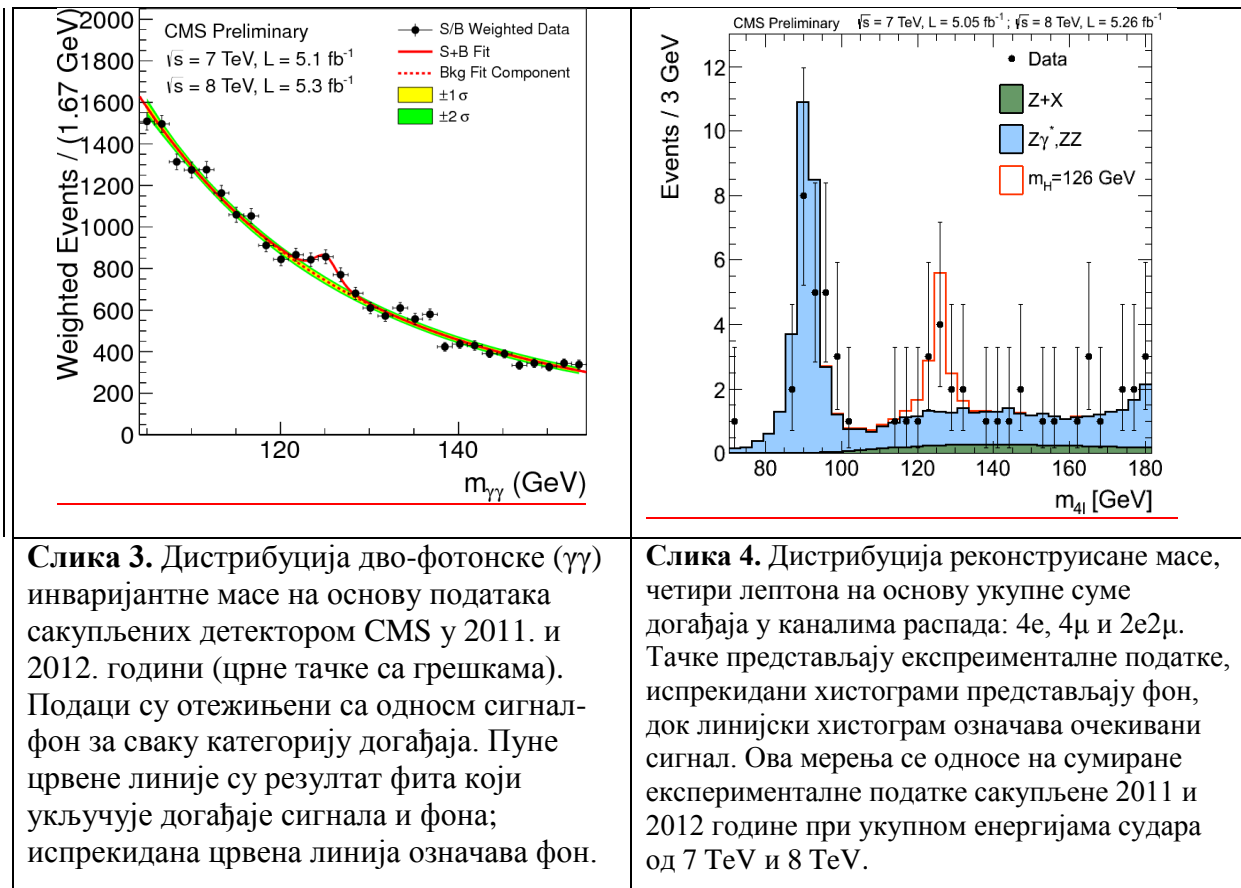 CMS Preliminary
√s = 7 TeV, L = 5.1 fb⁻¹
√s = 8 TeV, L = 5.3 fb⁻¹
S/B Weighted Data
S+B Fit
Bkg Fit Component
±1 σ
±2 σ
Weighted Events / (1.67 GeV)
2000
1800
1600
1400
1200
1000
800
600
400
200
0
120
140
m_γγ (GeV)
CMS Preliminary √s = 7 TeV, L = 5.05 fb⁻¹ ; √s = 8 TeV, L = 5.26 fb⁻¹
Events / 3 GeV
12
10
8
6
4
2
0
Data
Z+X
Zγ*,ZZ
m_H=126 GeV
80 100 120 140 160 180
m_4l [GeV]
Слика 3. Дистрибуција дво-фотонске (γγ)
инваријантне масе на основу података
сакупљених детектором CMS у 2011. и
2012. години (црне тачке са грешкама).
Подаци су отежињени са односм сигнал-
фон за сваку категорију догађаја. Пуне
црвене линије су резултат фита који
укључује догађаје сигнала и фона;
испрекидана црвена линија означава фон.
Слика 4. Дистрибуција реконструисане масе,
четири лептона на основу укупне суме
догађаја у каналима распада: 4e, 4μ и 2e2μ.
Тачке представљају експреименталне податке,
испрекидани хистограми представљају фон,
док линијски хистограм означава очекивани
сигнал. Ова мерења се односе на сумиране
експерименталне податке сакупљене 2011 и
2012 године при укупном енергијама судара
од 7 TeV и 8 TeV.